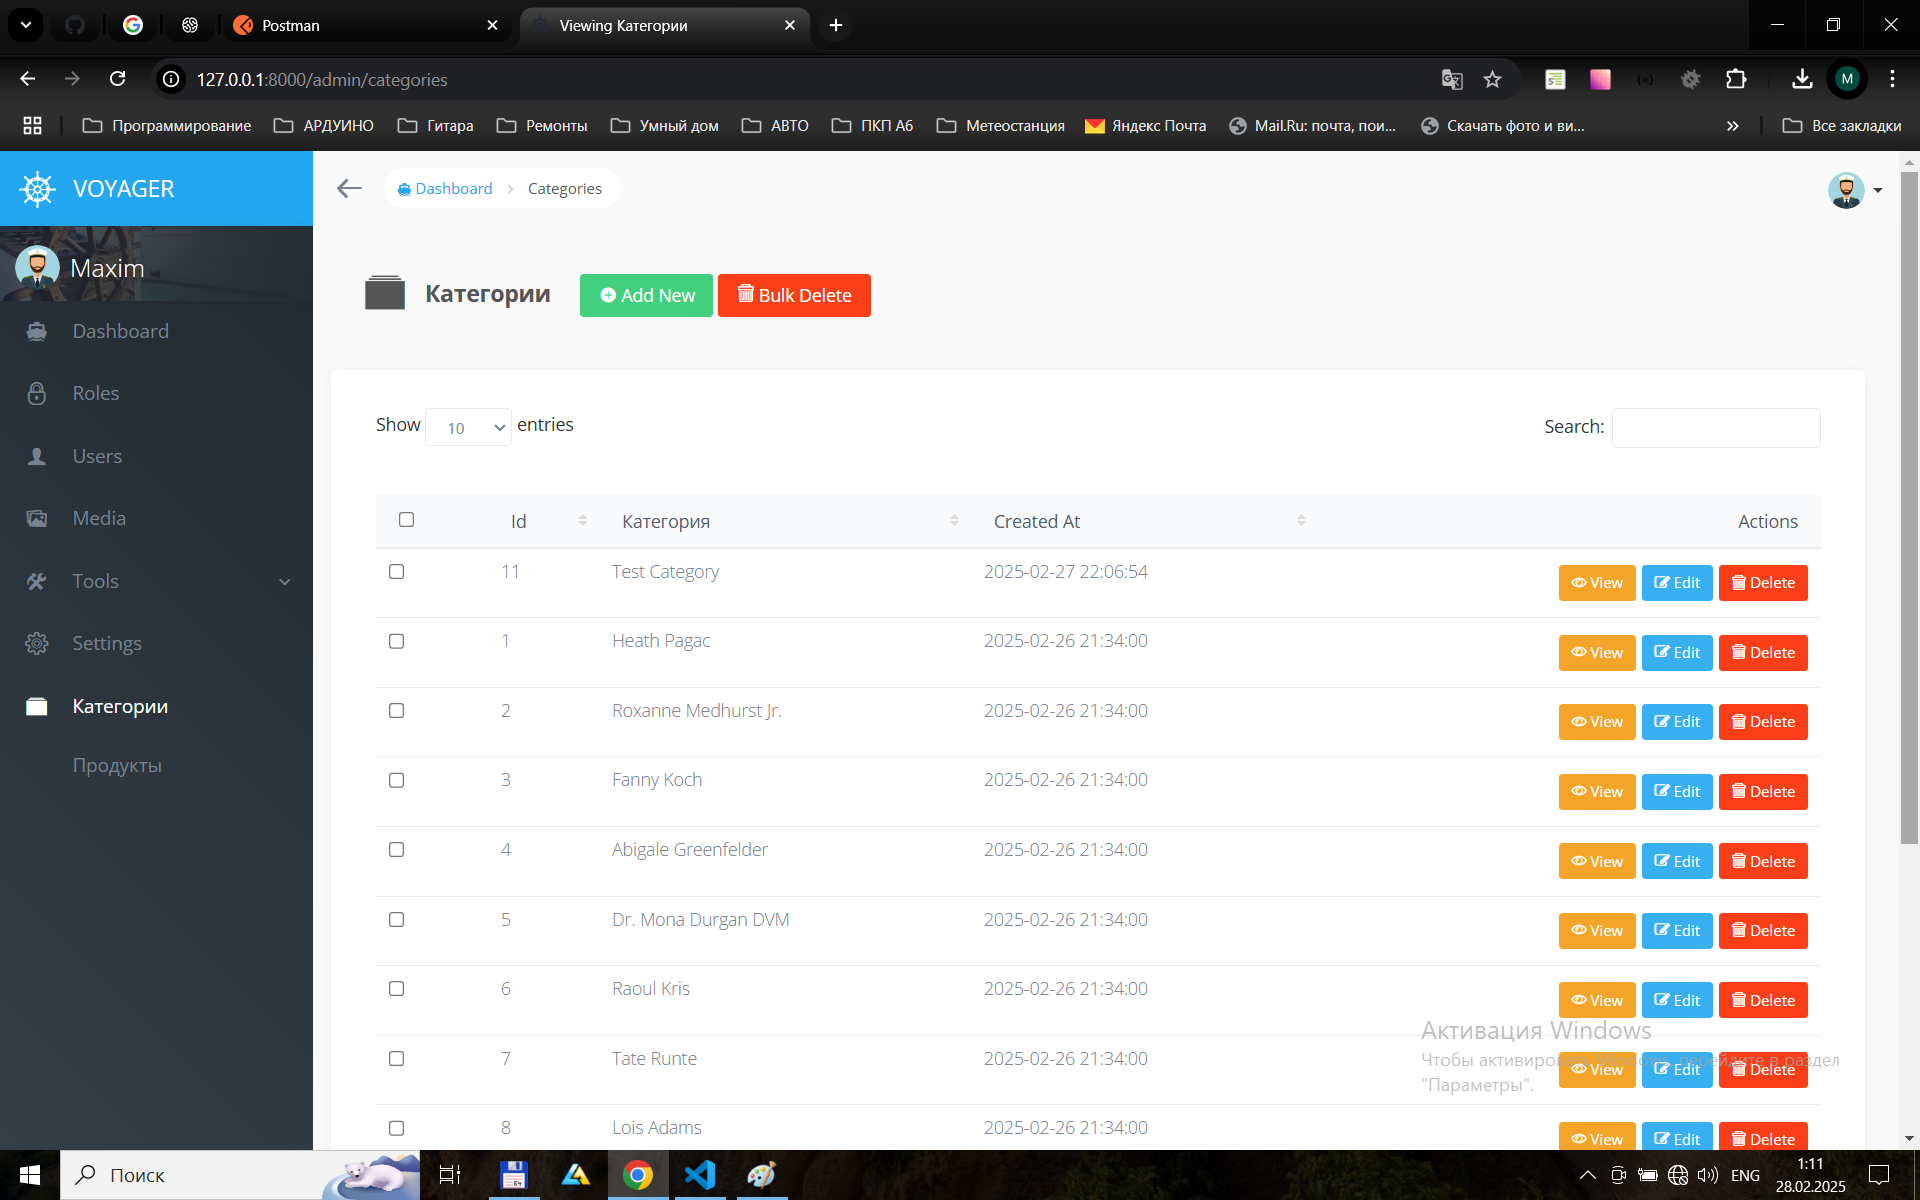 Postman
Viewing Категории
127.0.0.1:8000/admin/categories
M
Программирование АРДУИНО Гитара Ремонты Умный дом АВТО ПКП А6 Метеостанция Яндекс Почта Mail.Ru: почта, пои... Скачать фото и ви... » Все закладки
VOYAGER
Dashboard > Categories
Maxim
Категории Add New Bulk Delete
Dashboard
Roles
Users
Media
Tools
Settings
Категории
Продукты
Show 10 entries Search:
Id Категория Created At Actions
11 Test Category 2025-02-27 22:06:54 View Edit Delete
1 Heath Pagac 2025-02-26 21:34:00 View Edit Delete
2 Roxanne Medhurst Jr. 2025-02-26 21:34:00 View Edit Delete
3 Fanny Koch 2025-02-26 21:34:00 View Edit Delete
4 Abigale Greenfelder 2025-02-26 21:34:00 View Edit Delete
5 Dr. Mona Durgan DVM 2025-02-26 21:34:00 View Edit Delete
6 Raoul Kris 2025-02-26 21:34:00 View Edit Delete
7 Tate Runte 2025-02-26 21:34:00 View Edit Delete
8 Lois Adams 2025-02-26 21:34:00 View Edit Delete
Активация Windows
Чтобы активировать Windows, перейдите в раздел
"Параметры".
Поиск
64
ENG
1:11
28.02.2025